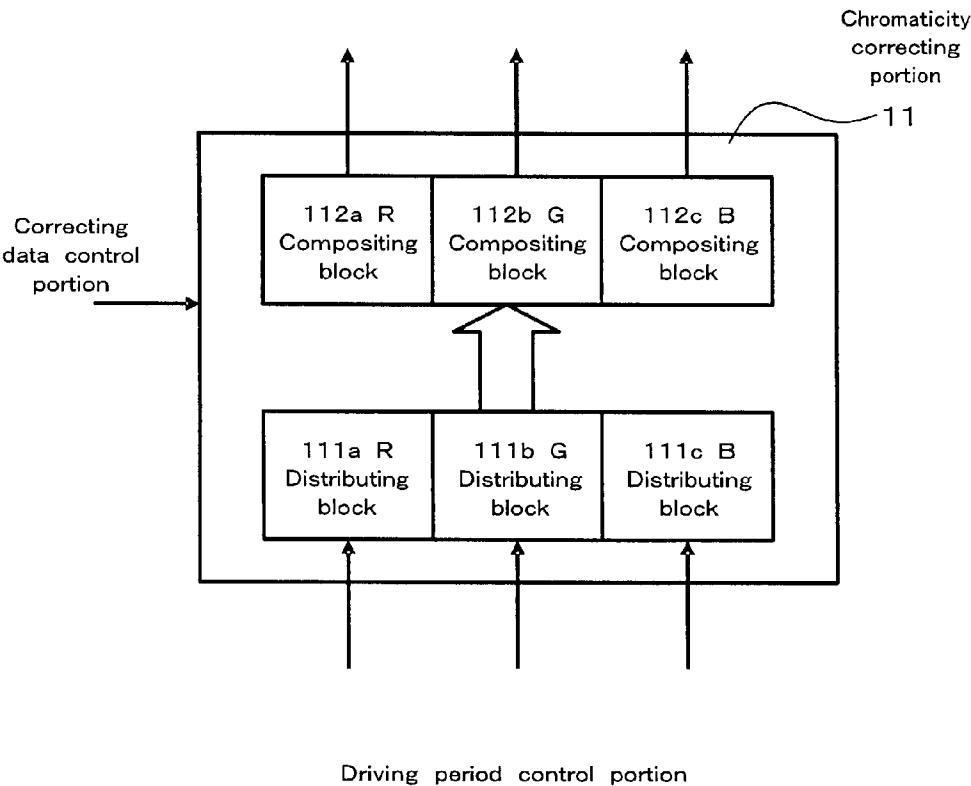 Chromaticity
correcting
portion
11
112a R
Compositing
block
112b G
Compositing
block
112c B
Compositing
block
Correcting
data control
portion
111a R
Distributing
block
111b G
Distributing
block
111c B
Distributing
block
Driving period control portion